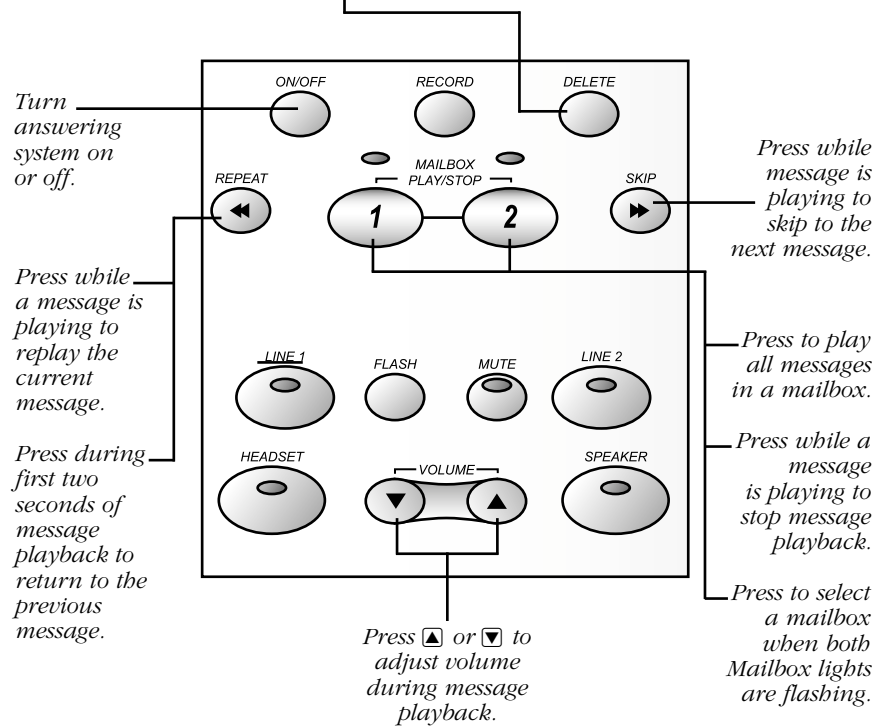 ON/OFF
RECORD
DELETE
Turn
answering
system on
or off.
MAILBOX
PLAY/STOP
REPEAT
SKIP
1
2
Press while
message is
playing to
skip to the
next message.
Press while
a message is
playing to
replay the
current
message.
Press to play
all messages
in a mailbox.
LINE 1
FLASH
MUTE
LINE 2
Press during
first two
seconds of
message
playback to
return to the
previous
message.
HEADSET
VOLUME
SPEAKER
▼
▲
Press while a
message
is playing to
stop message
playback.
Press to select
a mailbox
when both
Mailbox lights
are flashing.
Press ▲ or ▼ to
adjust volume
during message
playback.